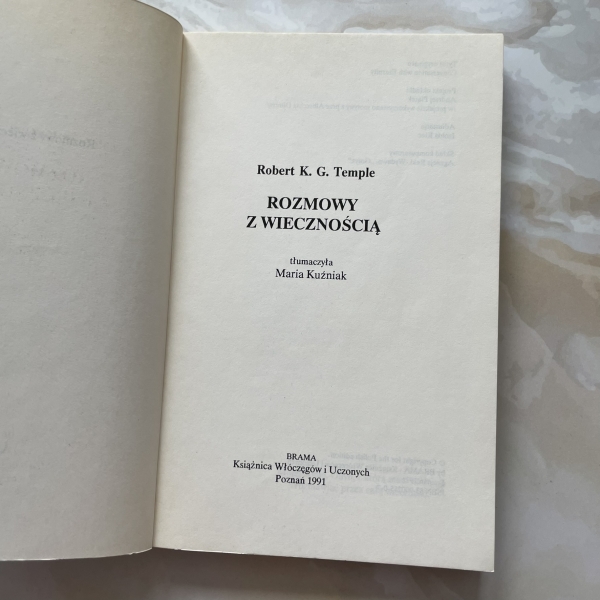 Robert K. G. Temple
ROZMOWY
Z WIECZNOŚCIĄ
tłumaczyła
Maria Kuźniak
BRAMA
Książnica Włóczęgów i Uczonych
Poznań 1991